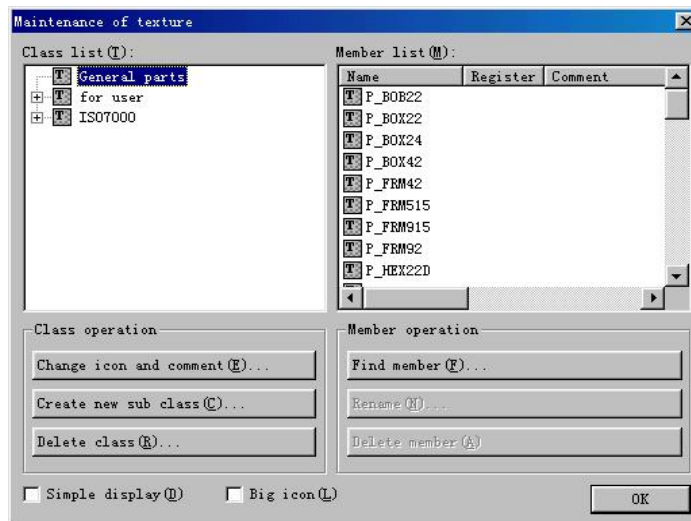 Maintenance of texture
Class list(T):
General parts
for user
ISO7000
Member list(M):
Name Register Comment
P_BOB22
P_BOX22
P_BOX24
P_BOX42
P_FRM42
P_FRM515
P_FRM915
P_FRM92
P_HEX22D
Class operation
Change icon and comment(E)...
Create new sub class(C)...
Delete class(R)...
Member operation
Find member(F)...
Rename(N)...
Delete member(A)
Simple display(D)
Big icon(L)
OK